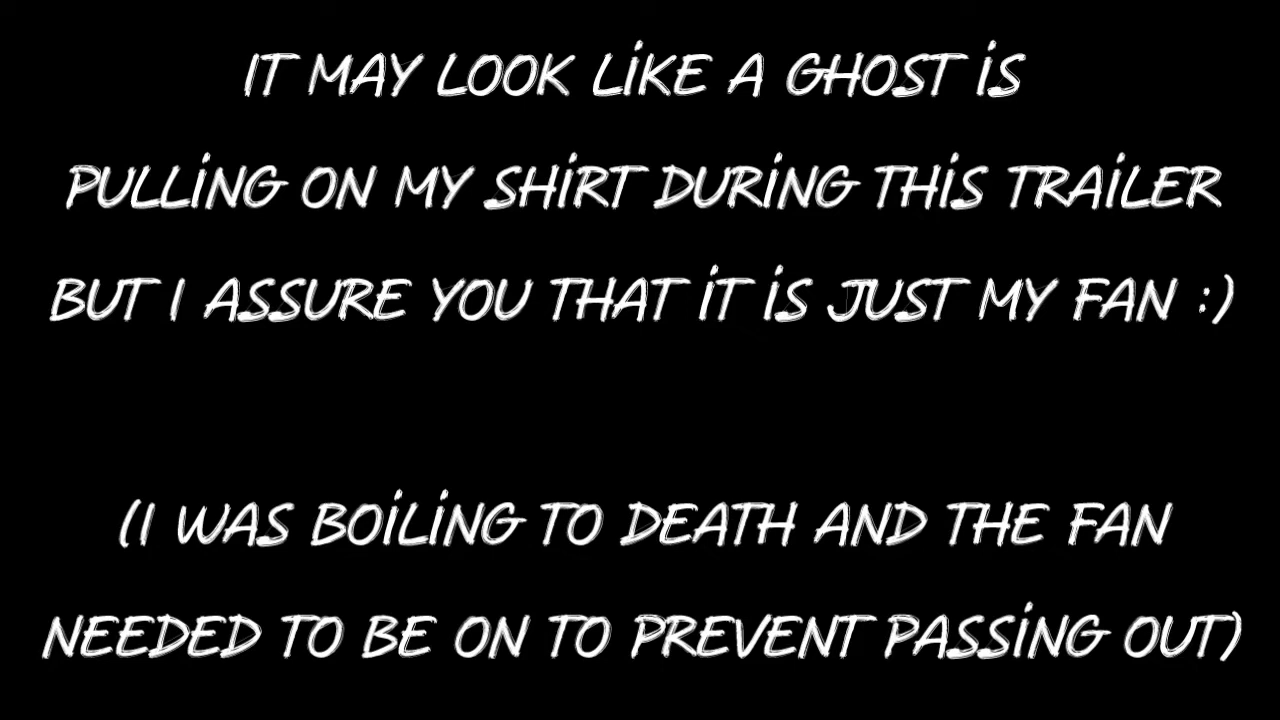 IT MAY LOOK LIKE A GHOST IS
PULLING ON MY SHIRT DURING THIS TRAILER
BUT I ASSURE YOU THAT IT IS JUST MY FAN :)
(I WAS BOILING TO DEATH AND THE FAN
NEEDED TO BE ON TO PREVENT PASSING OUT)